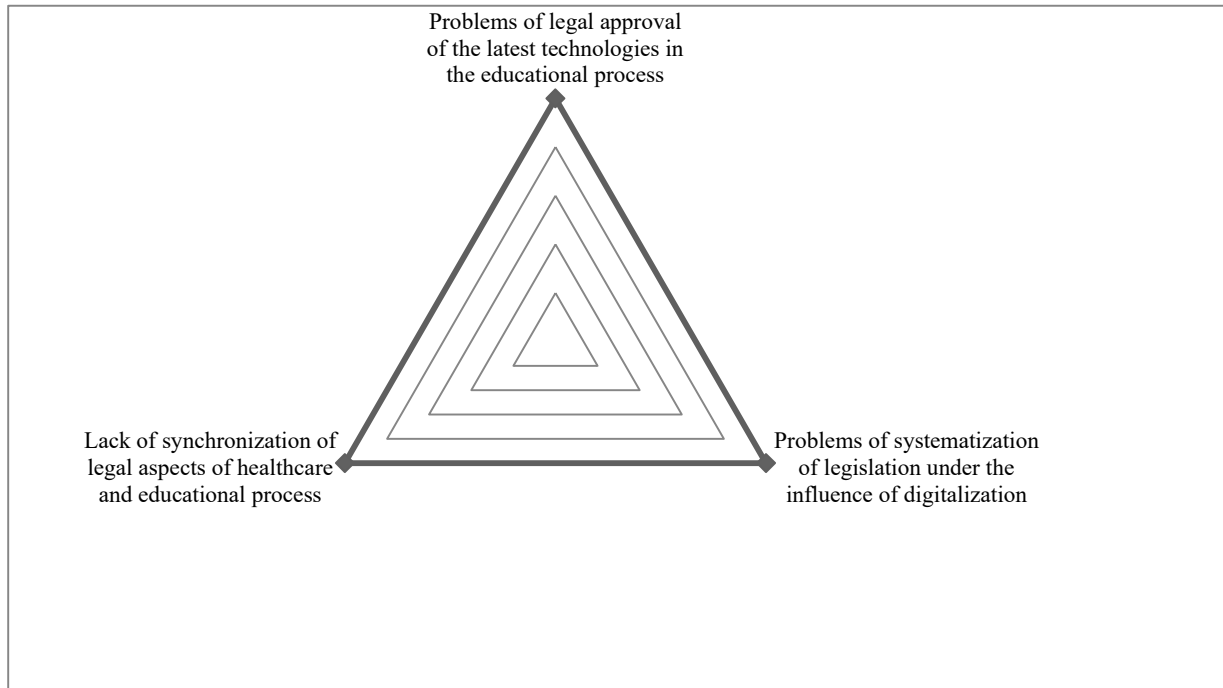 Problems of legal approval
of the latest technologies in
the educational process
Lack of synchronization of
legal aspects of healthcare
and educational process
Problems of systematization
of legislation under the
influence of digitalization